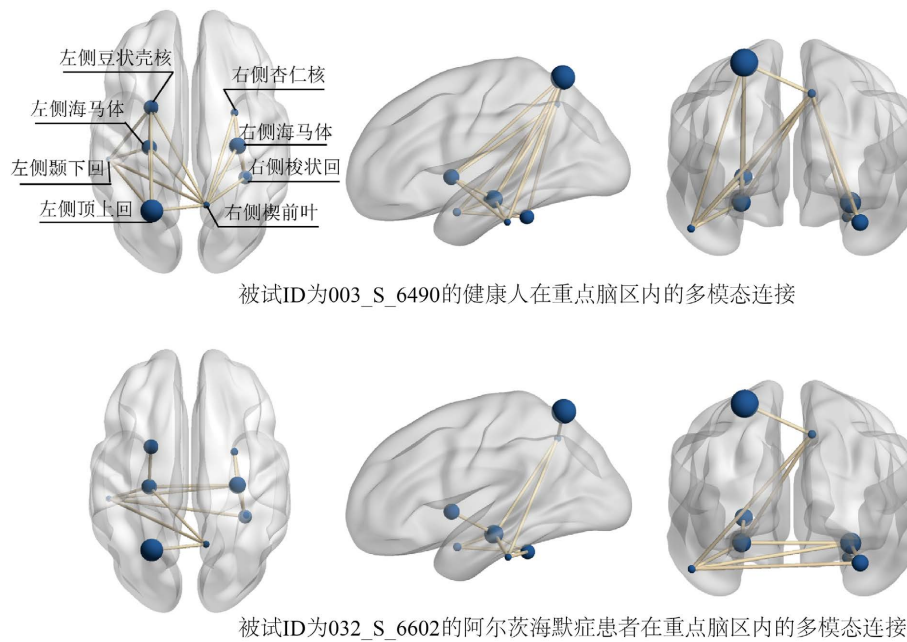 左侧豆状壳核
右侧杏仁核
左侧海马体
右侧海马体
左侧颞下回
右侧梭状回
左侧顶上回
右侧楔前叶
被试ID为003_S_6490的健康人在重点脑区内的多模态连接
被试ID为032_S_6602的阿尔茨海默症患者在重点脑区内的多模态连接